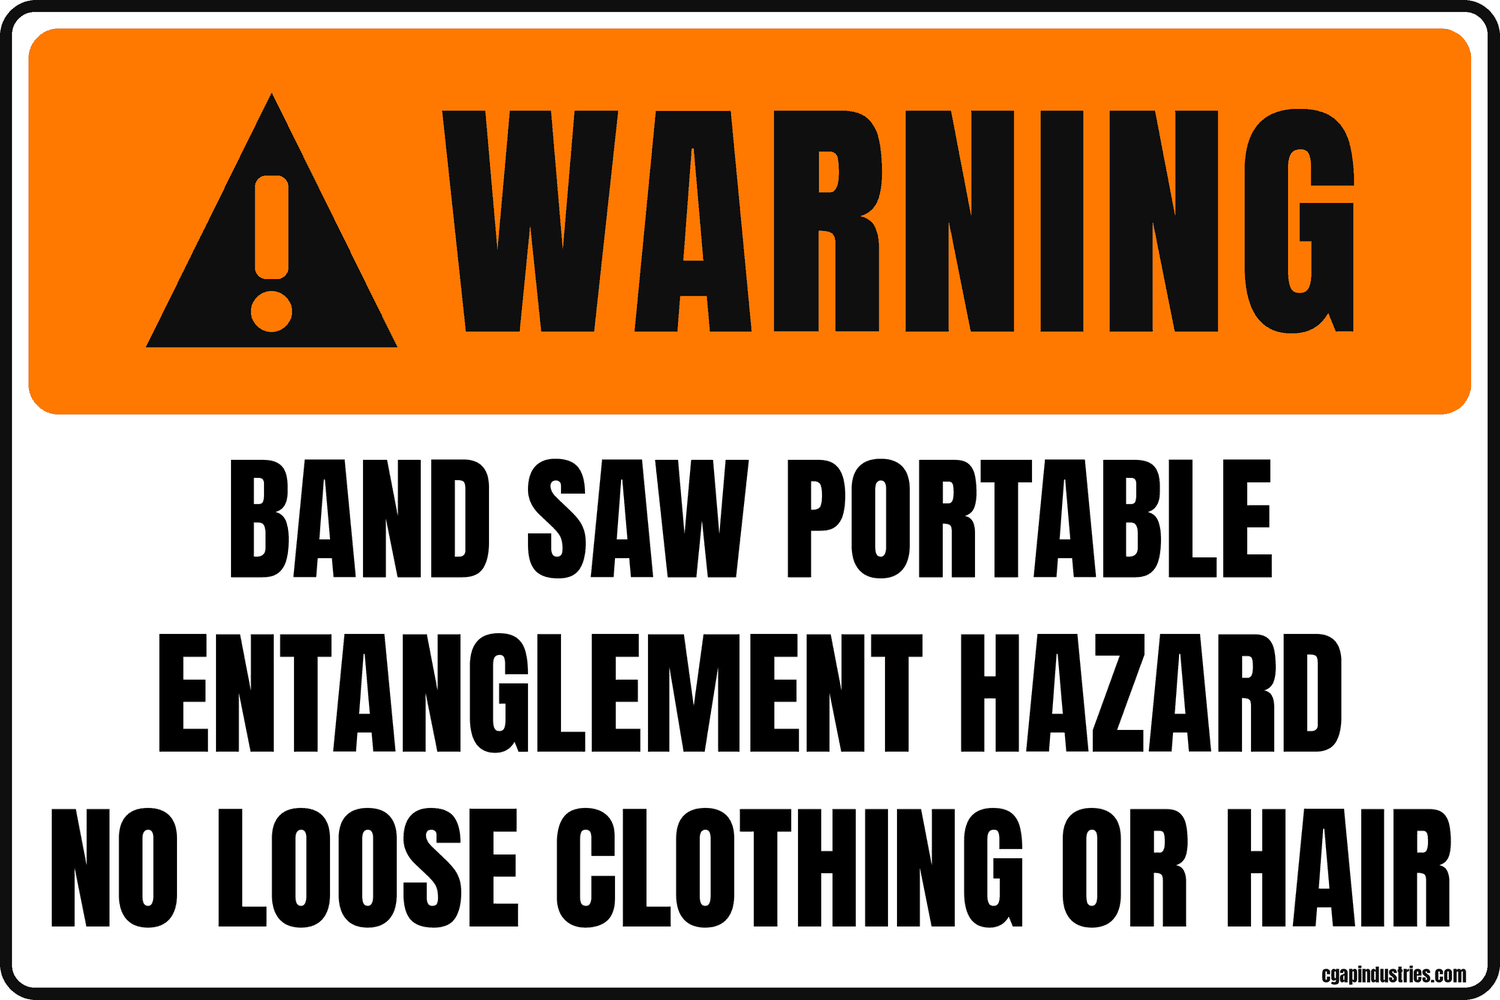 WARNING
BAND SAW PORTABLE
ENTANGLEMENT HAZARD
NO LOOSE CLOTHING OR HAIR
cgapindustries.com